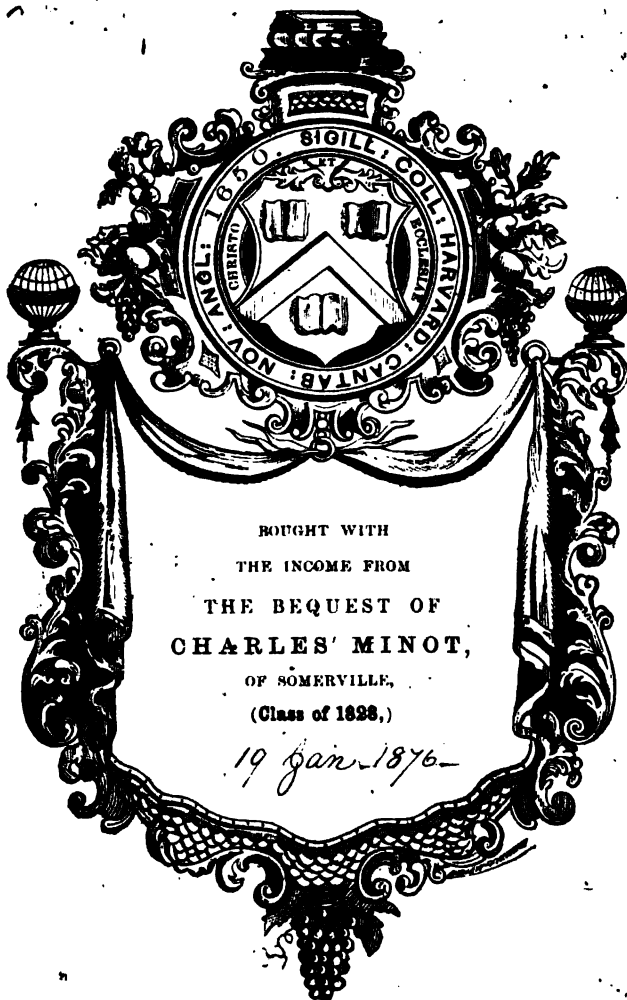 SIGILL: COLL: HARVARD: CANTAB: NOV: ANGL: 1650.
CHRISTO
ET
ECCLESIAE
BOUGHT WITH
THE INCOME FROM
THE BEQUEST OF
CHARLES' MINOT,
OF SOMERVILLE,
(Class of 1828,)
19 Jan. 1876